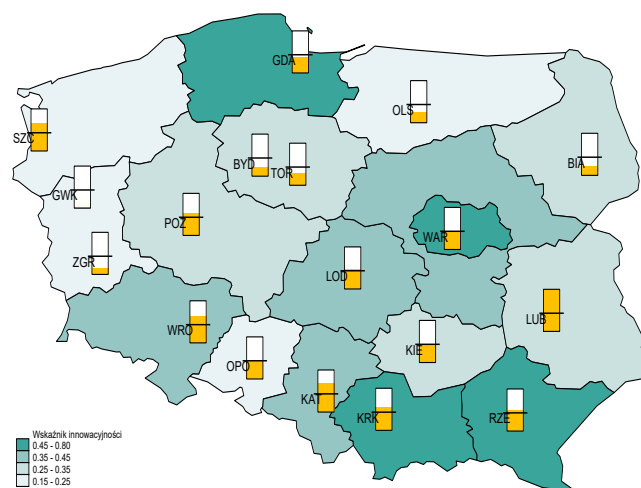 GDA
OLS
SZC
BYD
TOR
BIA
GWK
POZ
WAR
ZGR
LOD
LUB
WRO
OPO
KIE
KAT
KRK
RZE
Wskaźnik innowacyjności
0.45 - 0.80
0.35 - 0.45
0.25 - 0.35
0.15 - 0.25